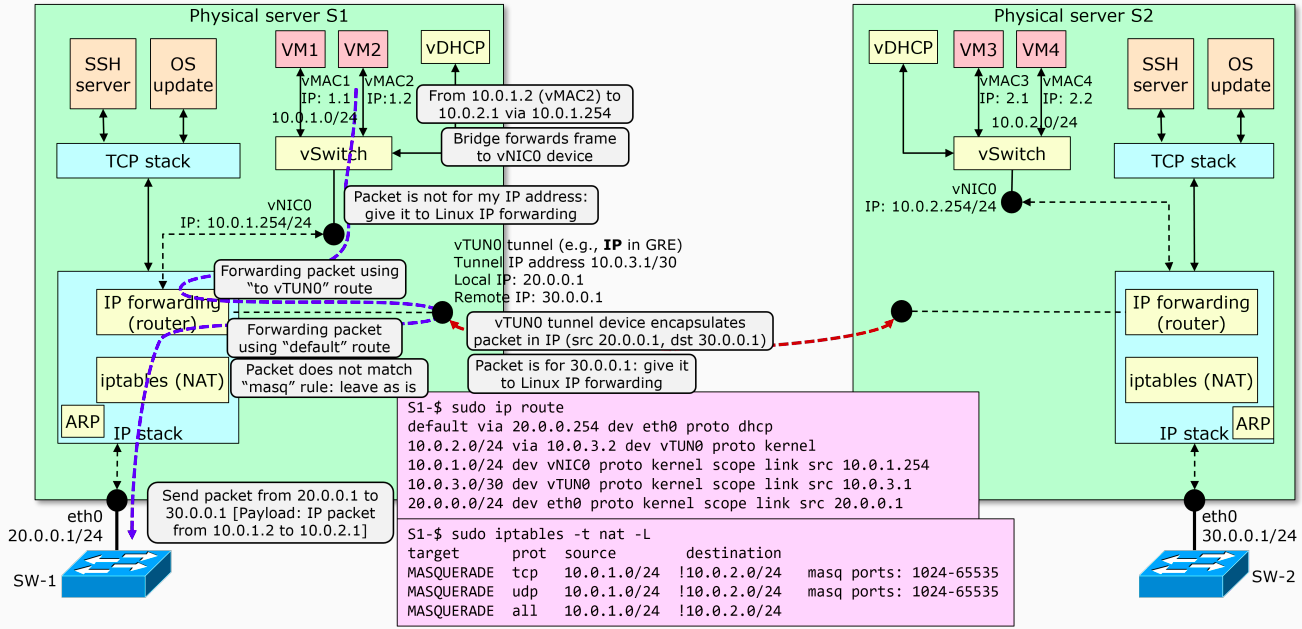 Physical server S1
SSH
server
OS
update
VM1
VM2
vDHCP
vMAC1
IP: 1.1
vMAC2
IP:1.2
10.0.1.0/24
From 10.0.1.2 (vMAC2) to
10.0.2.1 via 10.0.1.254
Bridge forwards frame
to vNIC0 device
TCP stack
vSwitch
Packet is not for my IP address:
give it to Linux IP forwarding
vNIC0
IP: 10.0.1.254/24
vTUN0 tunnel (e.g., IP in GRE)
Tunnel IP address 10.0.3.1/30
Local IP: 20.0.0.1
Remote IP: 30.0.0.1
Forwarding packet using
“to vTUN0” route
IP forwarding
(router)
Forwarding packet
using “default” route
vTUN0 tunnel device encapsulates
packet in IP (src 20.0.0.1, dst 30.0.0.1)
Packet does not match
“masq” rule: leave as is
Packet is for 30.0.0.1: give it
to Linux IP forwarding
iptables (NAT)
ARP
IP stack
Send packet from 20.0.0.1 to
30.0.0.1 [Payload: IP packet
from 10.0.1.2 to 10.0.2.1]
eth0
20.0.0.1/24
SW-1
S1-$ sudo ip route
default via 20.0.0.254 dev eth0 proto dhcp
10.0.2.0/24 via 10.0.3.2 dev vTUN0 proto kernel
10.0.1.0/24 dev vNIC0 proto kernel scope link src 10.0.1.254
10.0.3.0/30 dev vTUN0 proto kernel scope link src 10.0.3.1
20.0.0.0/24 dev eth0 proto kernel scope link src 20.0.0.1
S1-$ sudo iptables -t nat -L
target prot source destination
MASQUERADE tcp 10.0.1.0/24 !10.0.2.0/24 masq ports: 1024-65535
MASQUERADE udp 10.0.1.0/24 !10.0.2.0/24 masq ports: 1024-65535
MASQUERADE all 10.0.1.0/24 !10.0.2.0/24
Physical server S2
vDHCP
VM3
VM4
SSH
server
OS
update
vMAC3
IP: 2.1
vMAC4
IP: 2.2
10.0.2.0/24
vSwitch
TCP stack
vNIC0
IP: 10.0.2.254/24
IP forwarding
(router)
iptables (NAT)
ARP
IP stack
eth0
30.0.0.1/24
SW-2